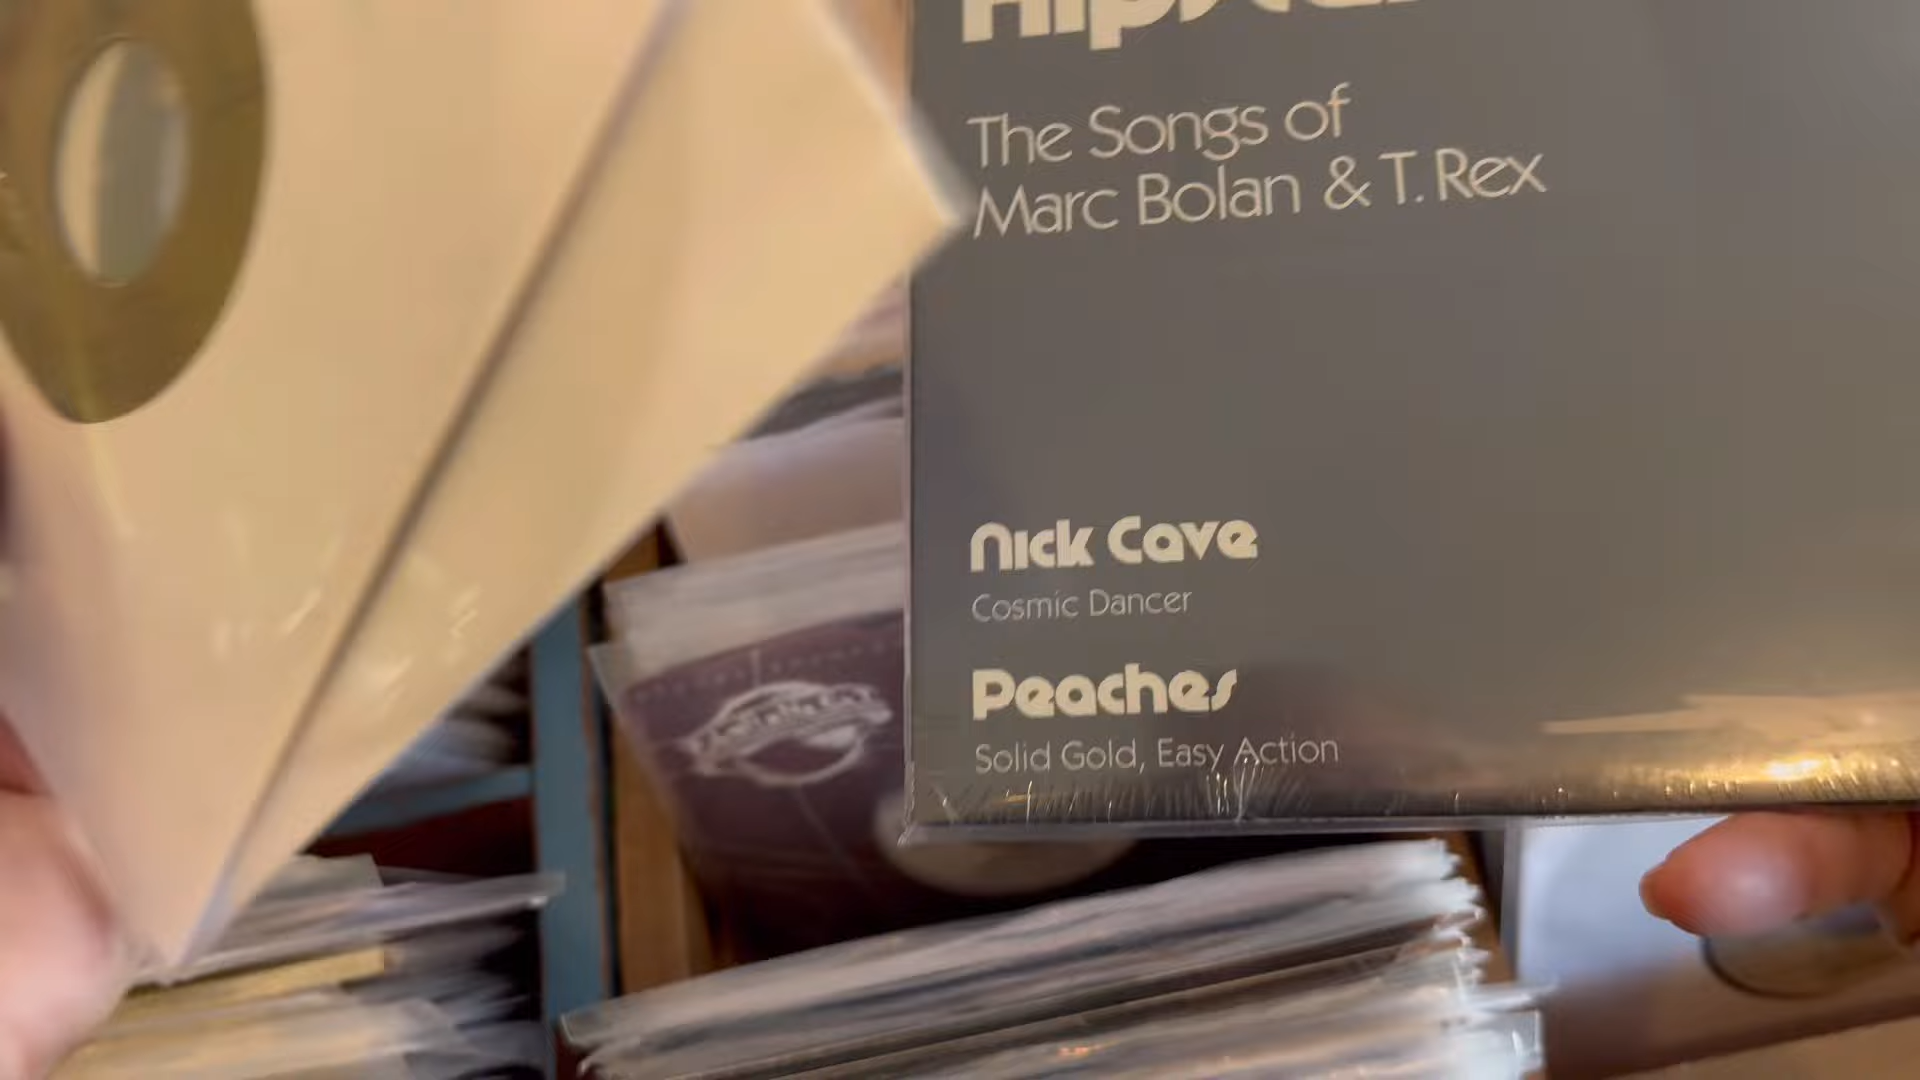 The Songs of
Marc Bolan & T. Rex
Nick Cave
Cosmic Dancer
Peaches
Solid Gold, Easy Action